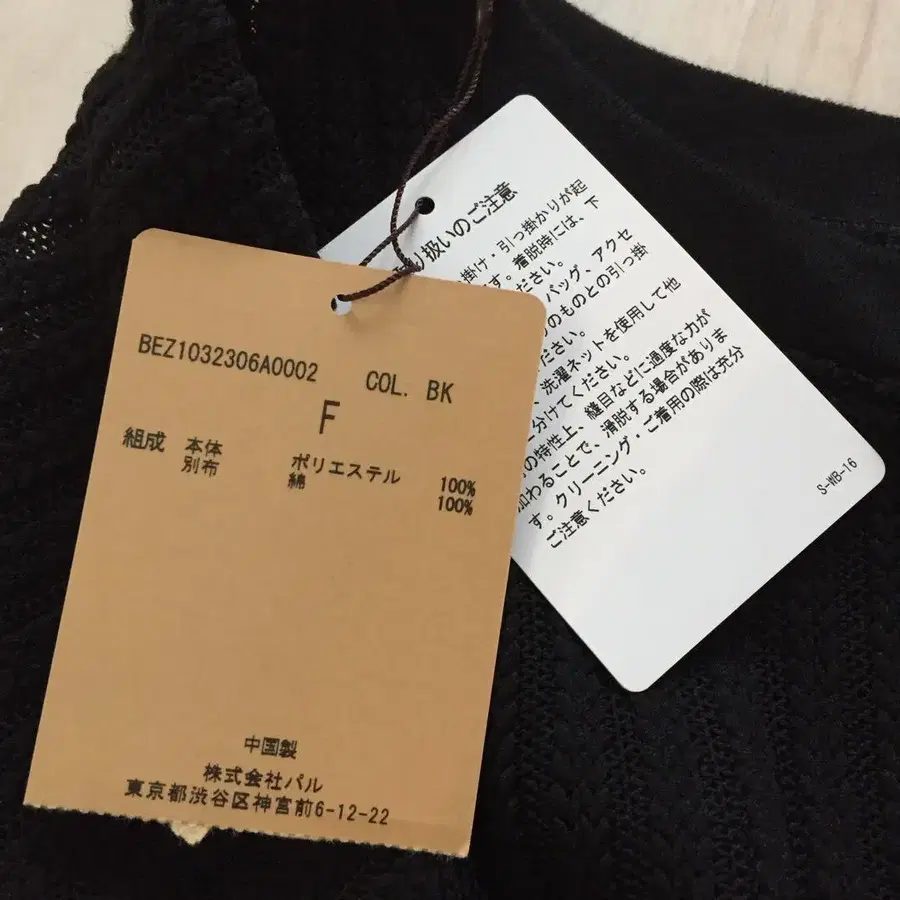 BEZ1032306A0002 COL. BK
F
組成 本体 ポリエステル 100%
別布 綿 100%
中国製
株式会社パル
東京都渋谷区神宮前6-12-22
り扱いのご注意
掛け・引っ掛かりが起
す。着脱時には、下
ださい。
バッグ、アクセ
のものとの引っ掛
ださい。
、洗濯ネットを使用して他
分けてください。
の特性上、縫目などに過度な力が
加わることで、滑脱する場合がありま
す。クリーニング・ご着用の際は充分
ご注意ください。
S-WB-16